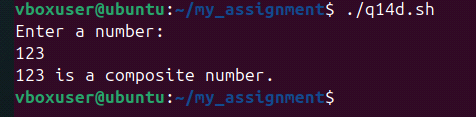 vboxuser@ubuntu:~/my_assignment$ ./q14d.sh
Enter a number:
123
123 is a composite number.
vboxuser@ubuntu:~/my_assignment$